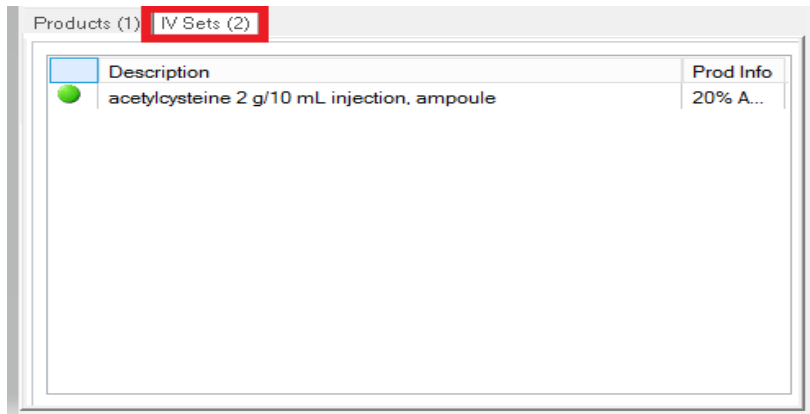 Products (1) IV Sets (2)
Description Prod Info
acetylcysteine 2 g/10 mL injection, ampoule 20% A...